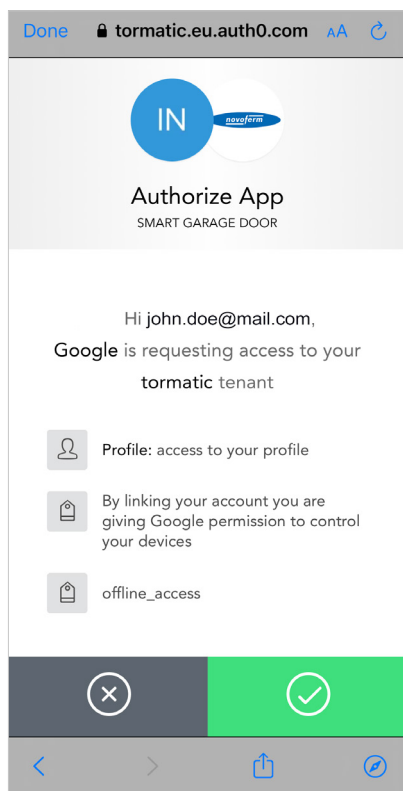 Done tormatic.eu.auth0.com AA
IN novoferm
Authorize App
SMART GARAGE DOOR
Hi john.doe@mail.com,
Google is requesting access to your
tormatic tenant
Profile: access to your profile
By linking your account you are
giving Google permission to control
your devices
offline_access